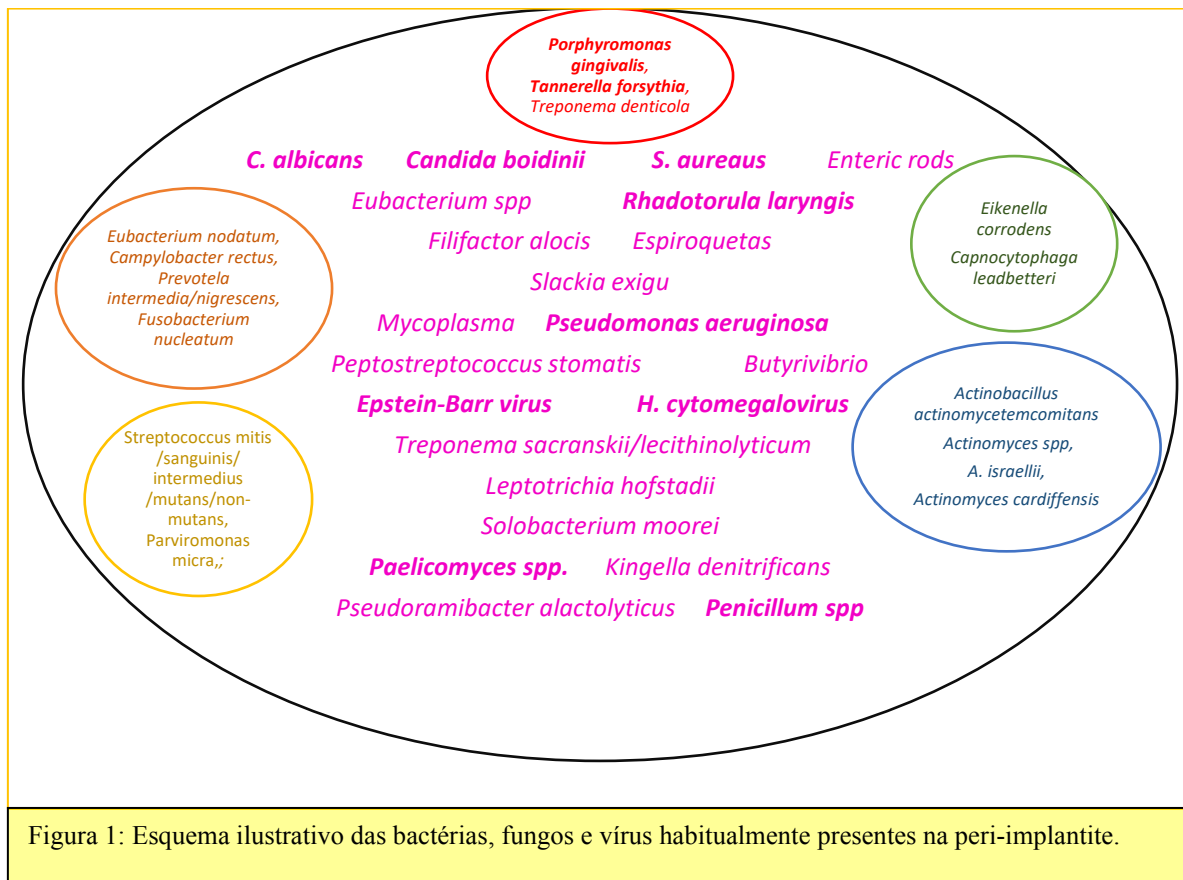 Porphyromonas
gingivalis,
Tannerella forsythia,
Treponema denticola
C. albicans Candida boidinii S. aureus Enteric rods
Eubacterium spp Rhadotorula laryngis
Filifactor alocis Espiroquetas
Slackia exigu
Mycoplasma Pseudomonas aeruginosa
Peptostreptococcus stomatis Butyrivibrio
Epstein-Barr virus H. cytomegalovirus
Treponema sacranskii/lecithinolyticum
Leptotrichia hofstadii
Solobacterium moorei
Paelicomyces spp. Kingella denitrificans
Pseudoramibacter alactolyticus Penicillum spp
Eubacterium nodatum,
Campylobacter rectus,
Prevotela
intermedia/nigrescens,
Fusobacterium
nucleatum
Eikenella
corrodens
Capnocytophaga
leadbetteri
Streptococcus mitis
/sanguinis/
intermedius
/mutans/non-
mutans,
Parviromonas
micra,;
Actinobacillus
actinomycetemcomitans
Actinomyces spp,
A. israellii,
Actinomyces cardiffensis
Figura 1: Esquema ilustrativo das bactérias, fungos e vírus habitualmente presentes na peri-implantite.